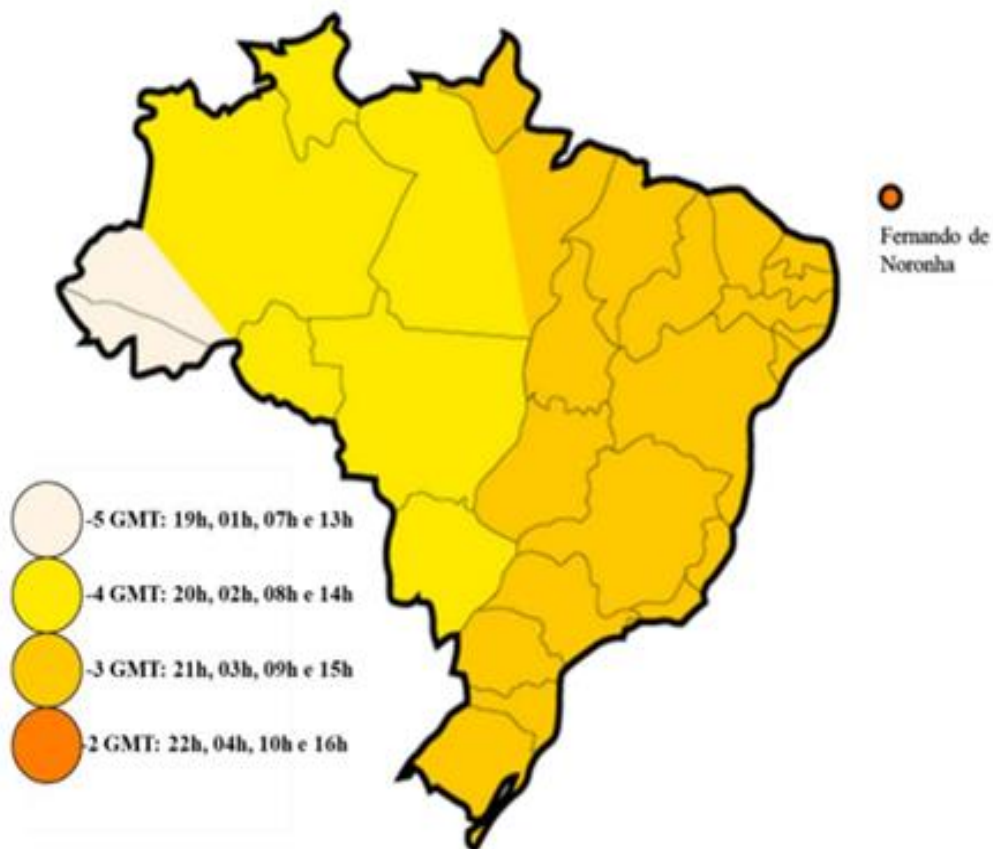 Fernando de
Noronha
-5 GMT: 19h, 01h, 07h e 13h
-4 GMT: 20h, 02h, 08h e 14h
-3 GMT: 21h, 03h, 09h e 15h
-2 GMT: 22h, 04h, 10h e 16h